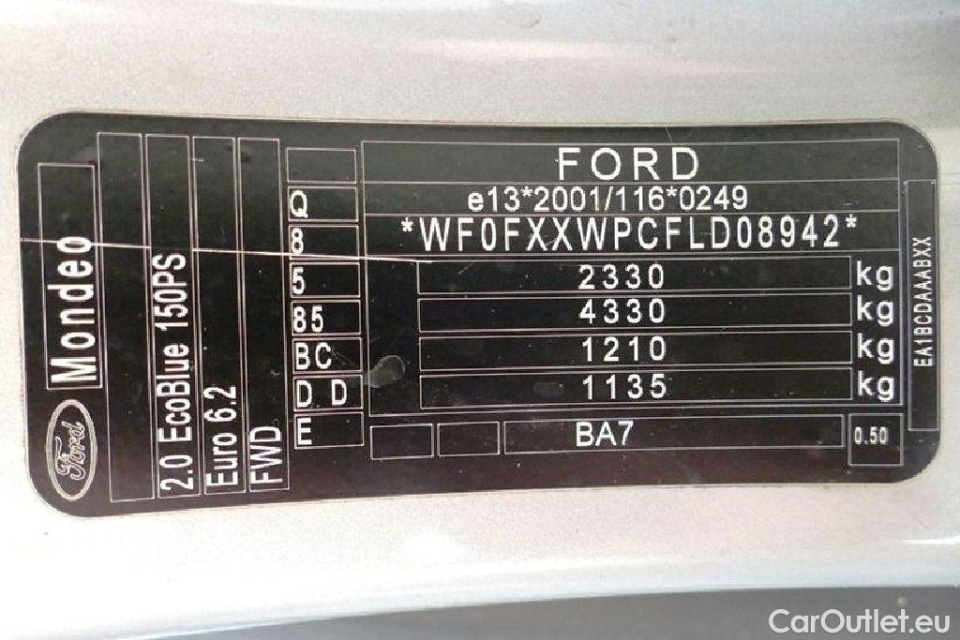 Ford
Mondeo
2.0 EcoBlue 150PS
Euro 6.2
FWD
Q
8
5
85
BC
D D
E
FORD
e13*2001/116*0249
*WF0FXXWPCFLD08942*
2330 kg
4330 kg
1210 kg
1135 kg
BA7
0.50
EA1BCDAAABXX
CarOutlet.eu